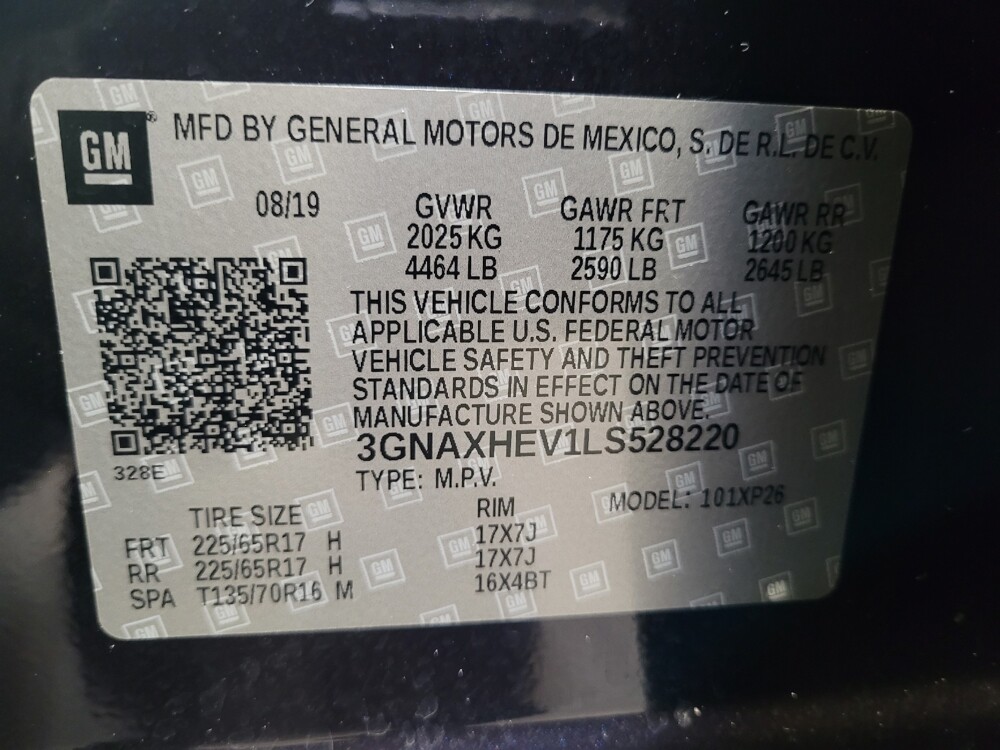 GM® MFD BY GENERAL MOTORS DE MEXICO, S. DE R.L. DE C.V.
08/19 GVWR GAWR FRT GAWR RR
2025 KG 1175 KG 1200 KG
4464 LB 2590 LB 2645 LB
THIS VEHICLE CONFORMS TO ALL
APPLICABLE U.S. FEDERAL MOTOR
VEHICLE SAFETY AND THEFT PREVENTION
STANDARDS IN EFFECT ON THE DATE OF
MANUFACTURE SHOWN ABOVE.
3GNAXHEV1LS528220
328E TYPE: M.P.V.
MODEL: 101XP26
TIRE SIZE RIM
FRT 225/65R17 H 17X7J
RR 225/65R17 H 17X7J
SPA T135/70R16 M 16X4BT